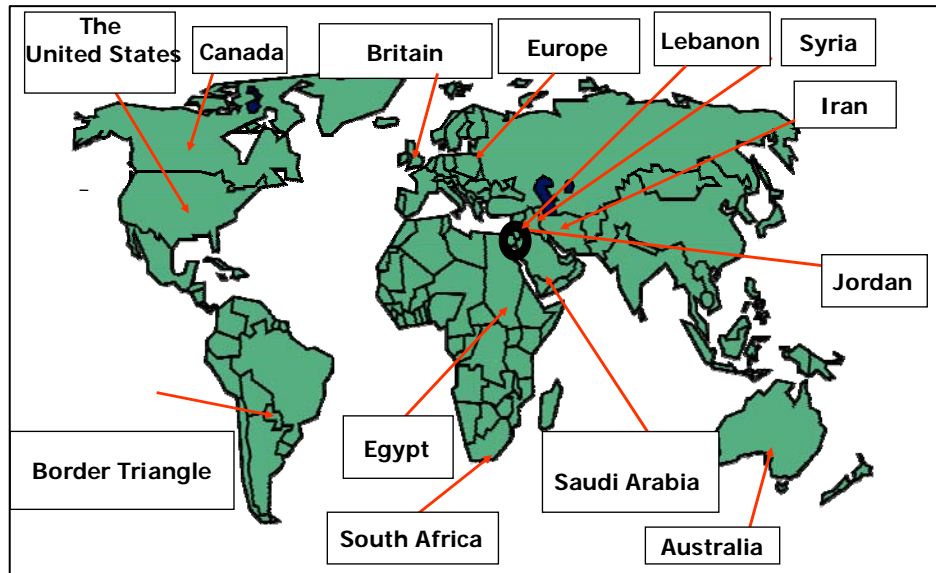 The
United States
Canada
Britain
Europe
Lebanon
Syria
Iran
Jordan
Border Triangle
Egypt
Saudi Arabia
South Africa
Australia